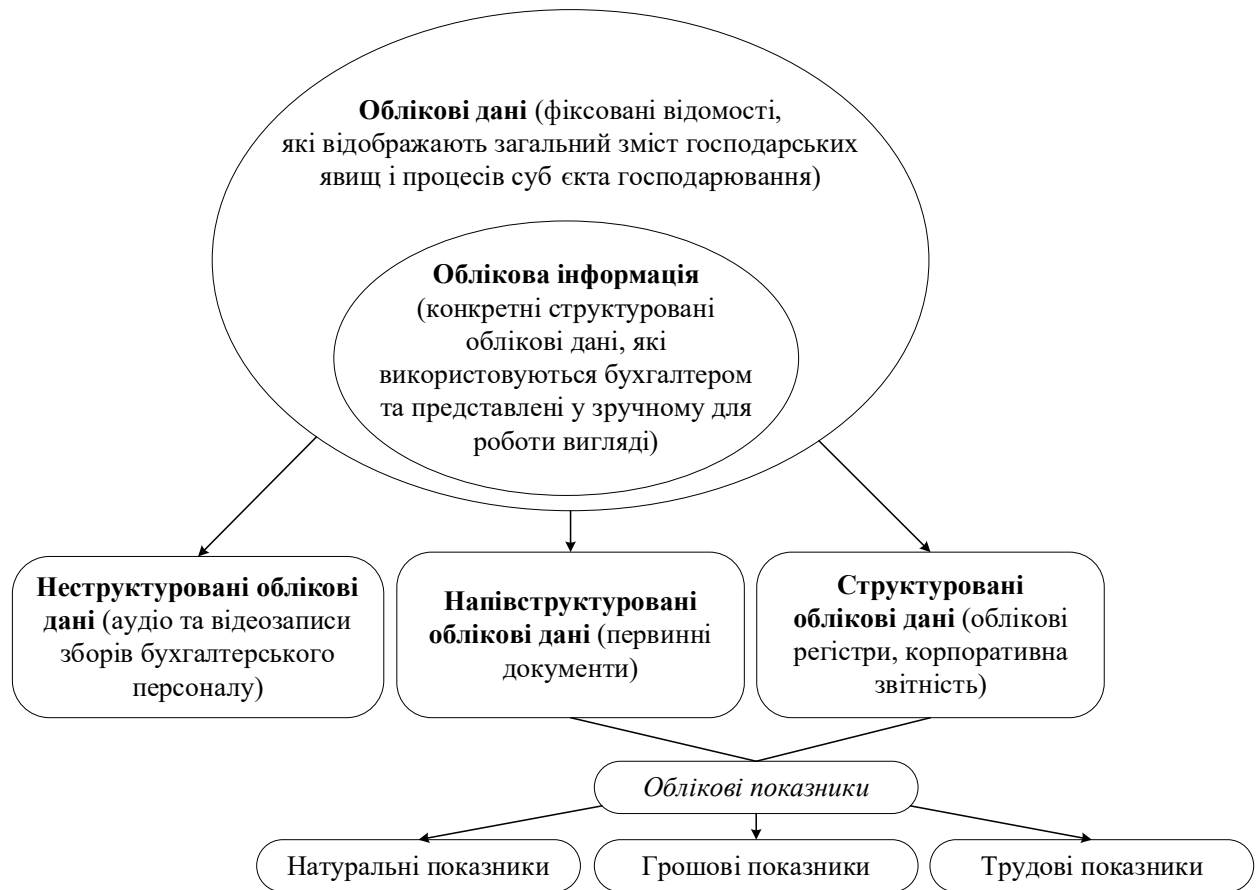 Облікові дані (фіксовані відомості,
які відображають загальний зміст господарських
явищ і процесів суб єкта господарювання)
Облікова інформація
(конкретні структуровані
облікові дані, які
використовуються бухгалтером
та представлені у зручному для
роботи вигляді)
Неструктуровані облікові
дані (аудіо та відеозаписи
зборів бухгалтерського
персоналу)
Напівструктуровані
облікові дані (первинні
документи)
Структуровані
облікові дані (облікові
регістри, корпоративна
звітність)
Облікові показники
Натуральні показники
Грошові показники
Трудові показники